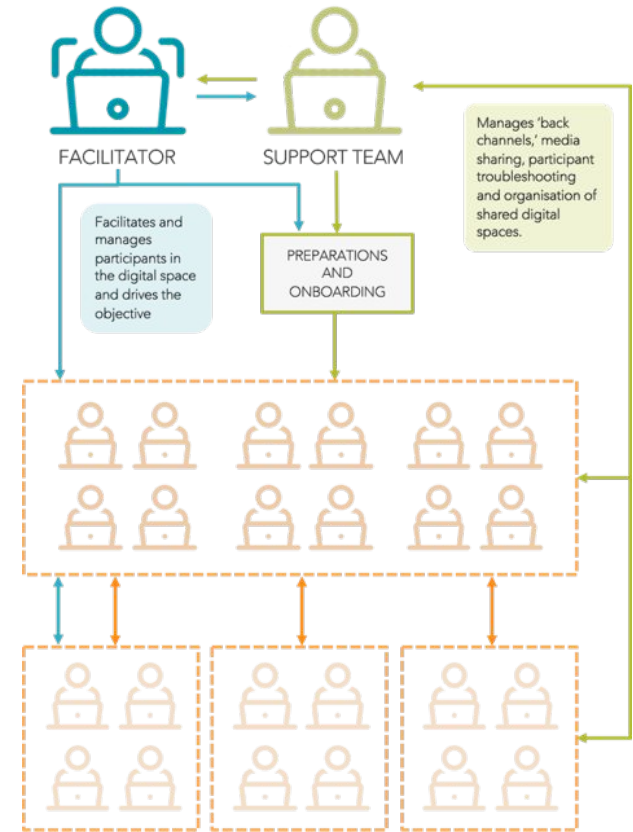 FACILITATOR
SUPPORT TEAM
Manages ‘back
channels,’ media
sharing, participant
troubleshooting
and organisation of
shared digital
spaces.
Facilitates and
manages
participants in
the digital space
and drives the
objective
PREPARATIONS
AND
ONBOARDING